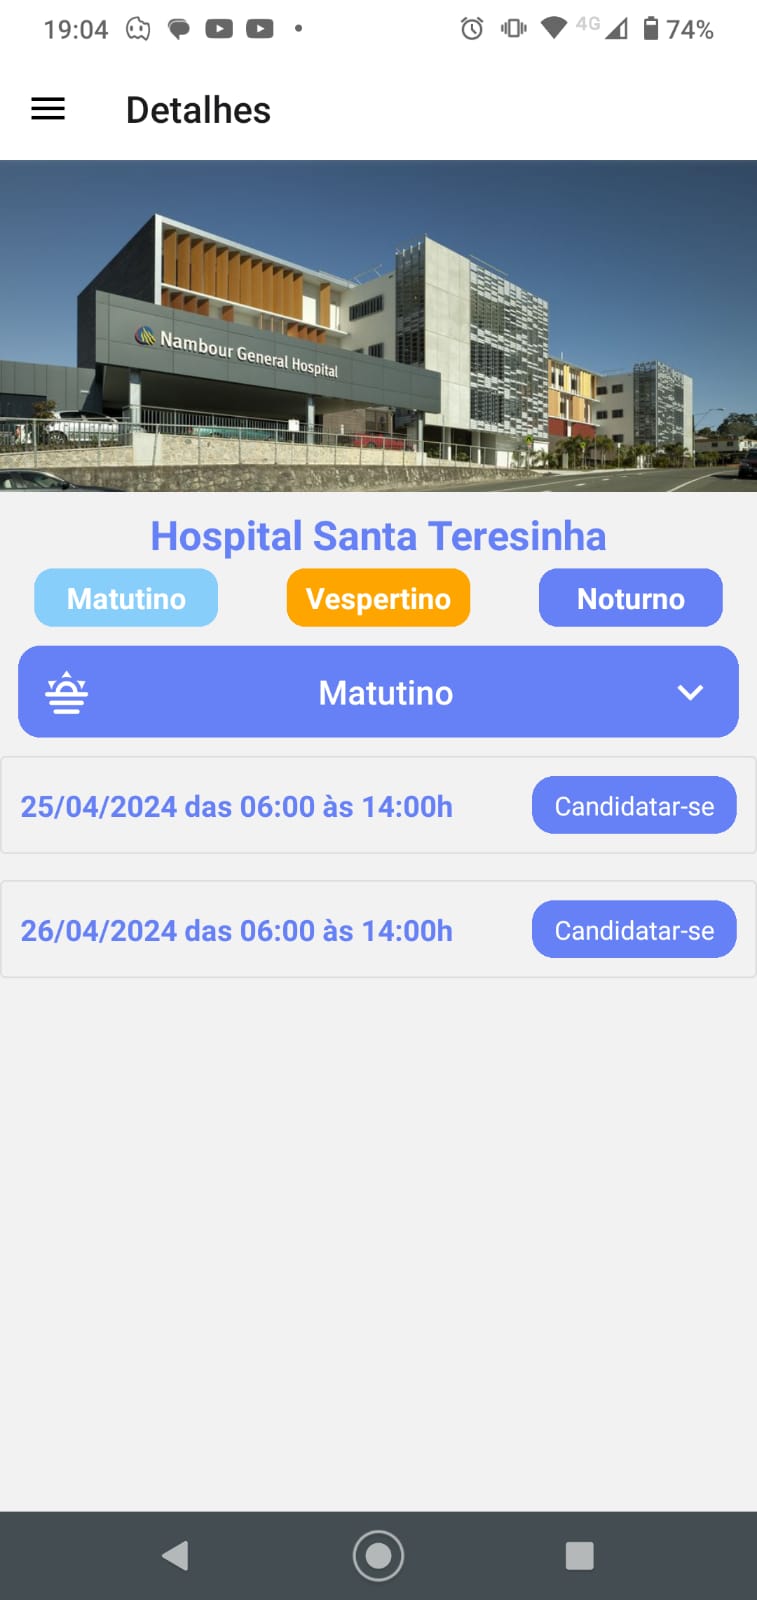 19:04 4G 74%
Detalhes
Nambour General Hospital
Hospital Santa Teresinha
Matutino Vespertino Noturno
Matutino
25/04/2024 das 06:00 às 14:00h Candidatar-se
26/04/2024 das 06:00 às 14:00h Candidatar-se